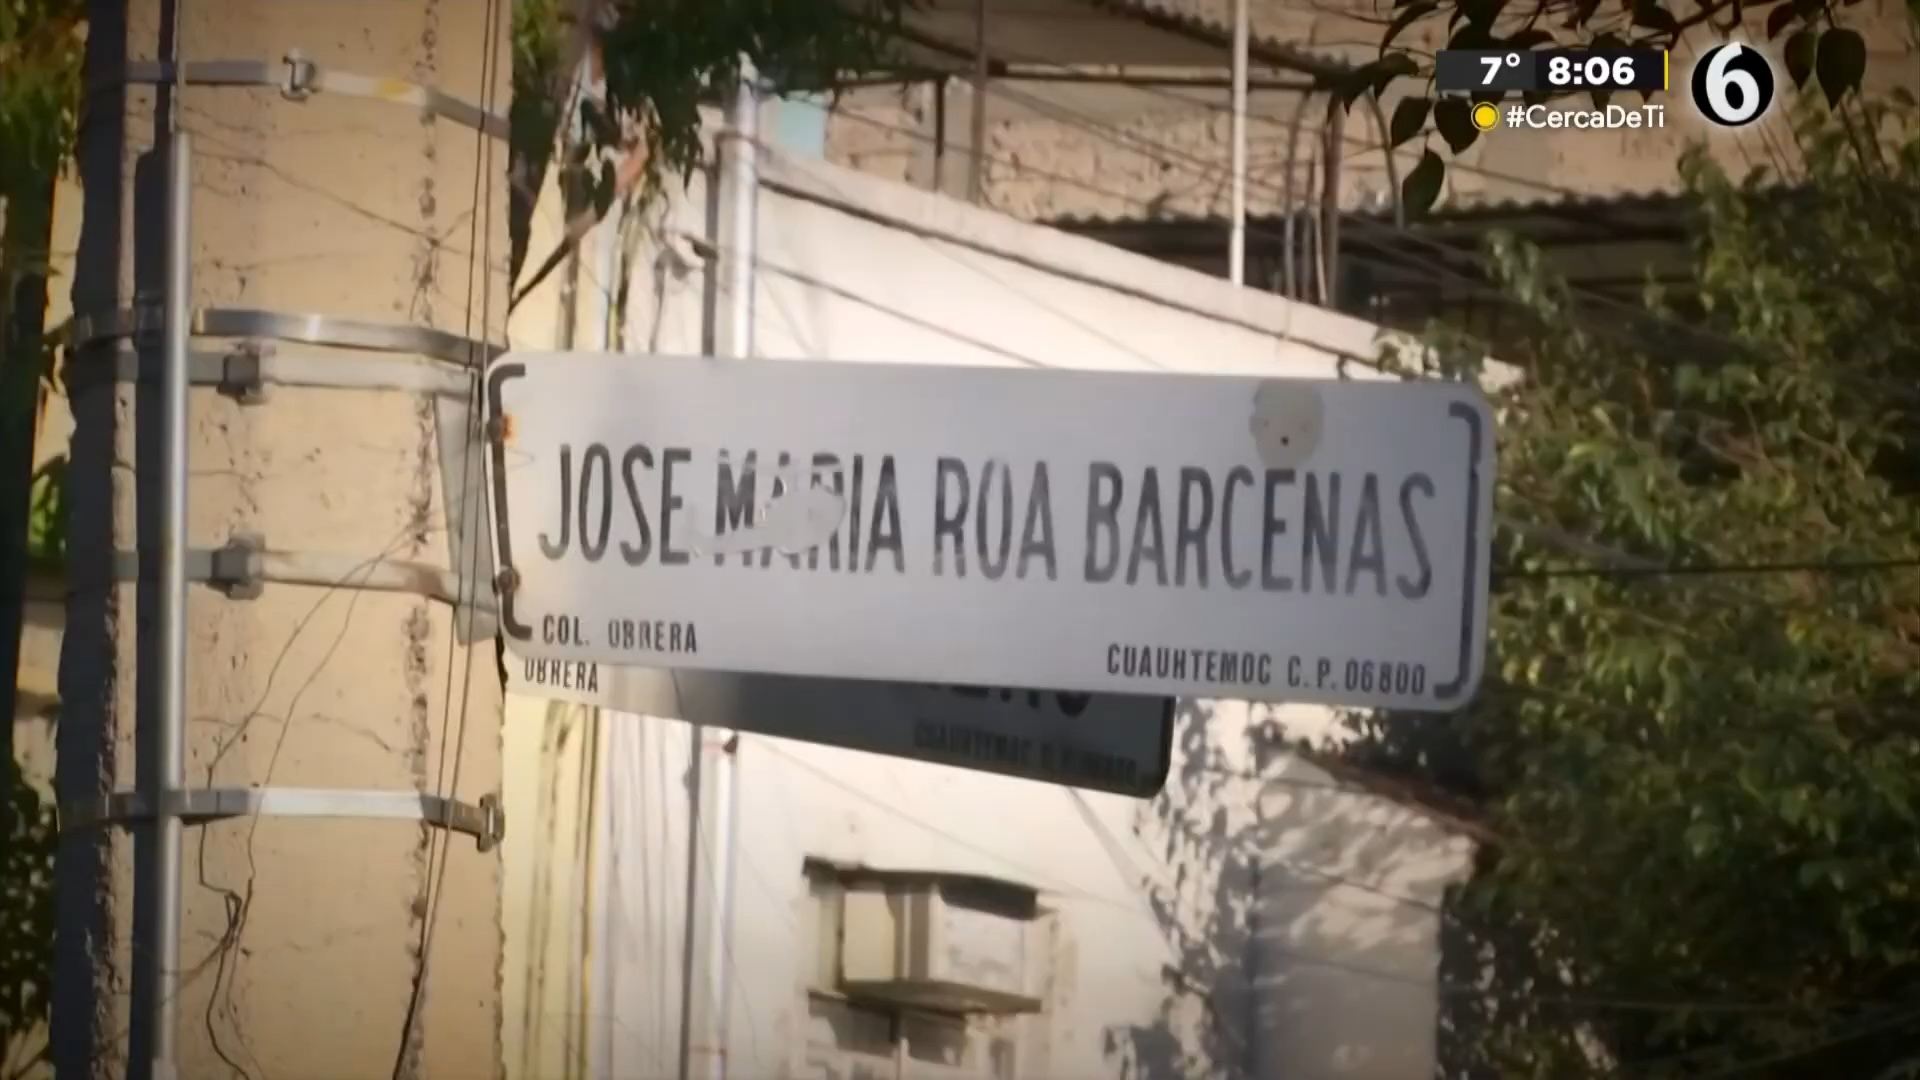 7° 8:06
6
#CercaDeTi
JOSE MARIA ROA BARCENAS
COL. OBRERA
CUAUHTEMOC C.P. 06800
OBRERA